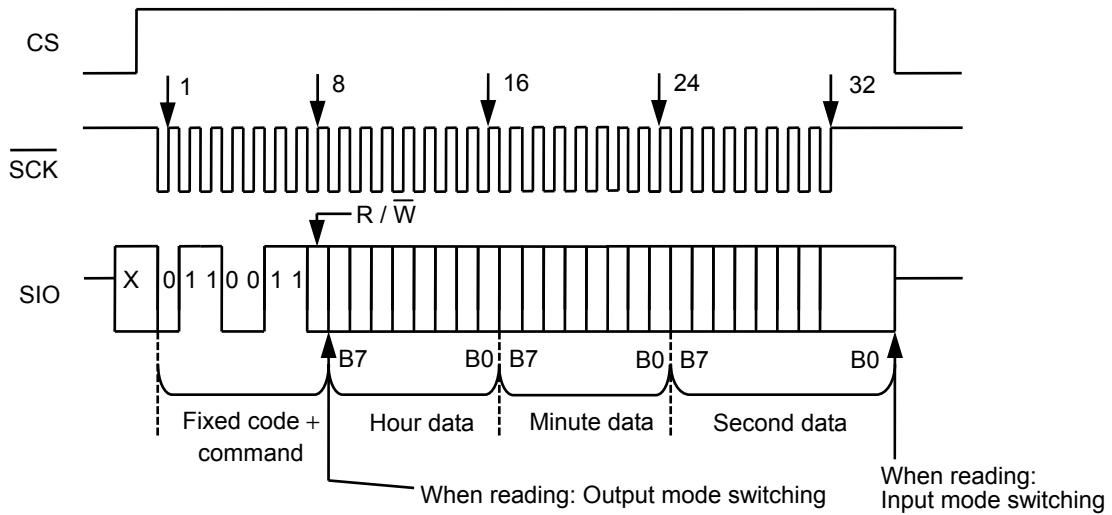 CS
1 8 16 24 32
SCK
R / W
SIO
X 0 1 1 0 0 1 1
B7 B0 B7 B0 B7 B0
Fixed code + command
Hour data
Minute data
Second data
When reading: Output mode switching
When reading:
Input mode switching